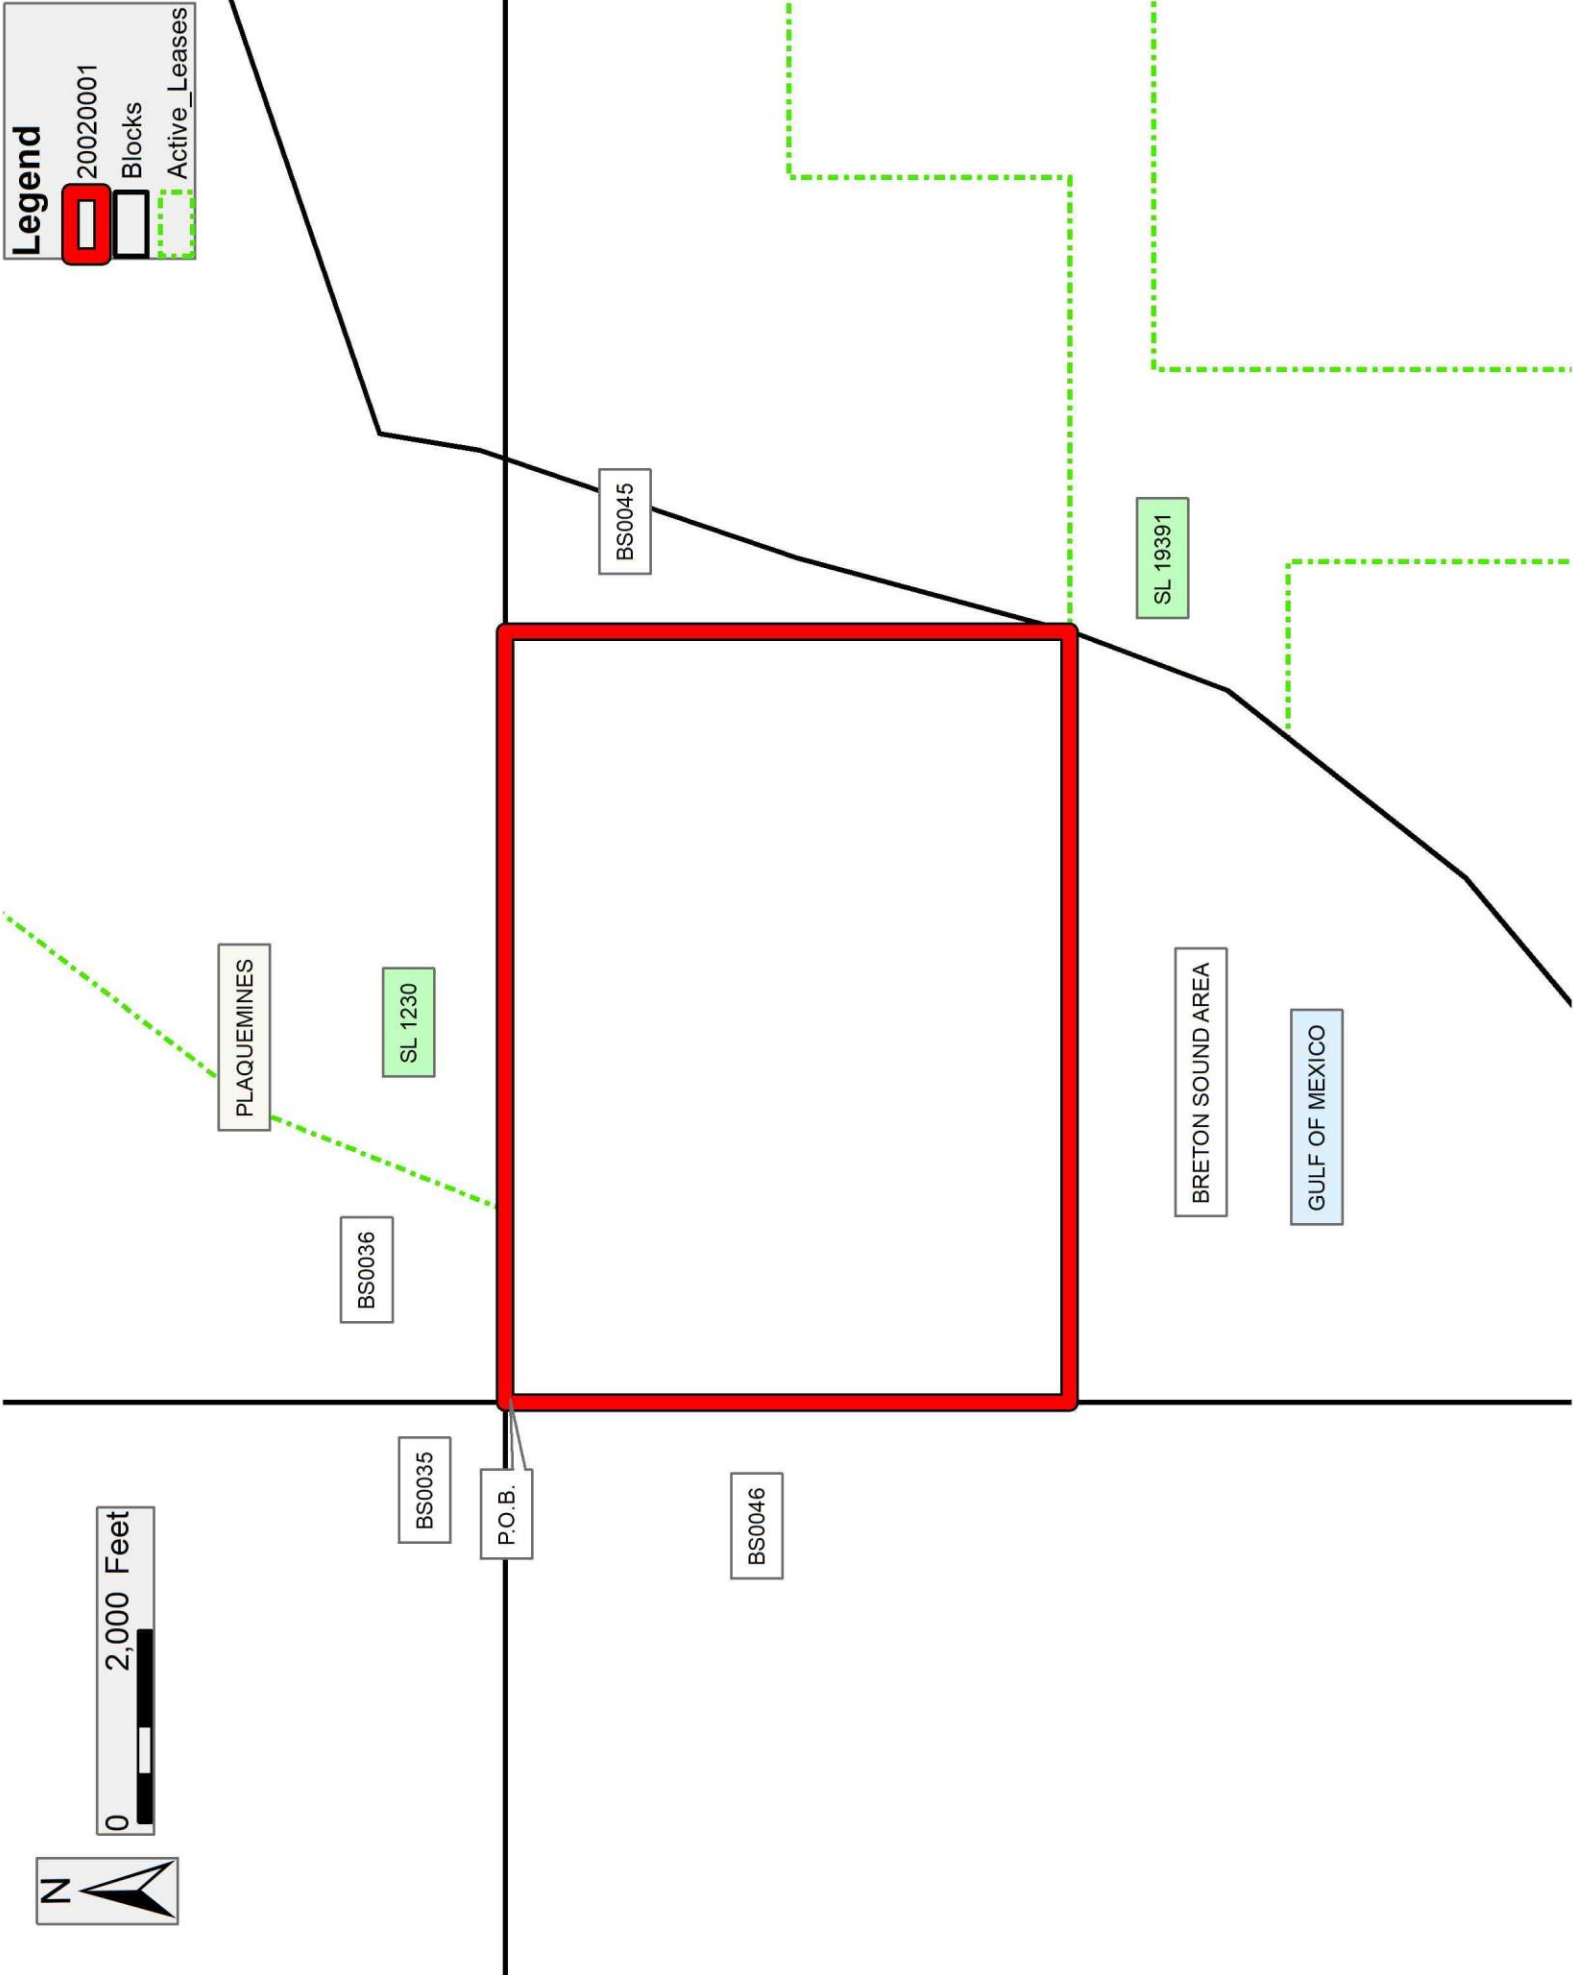 N
0 2,000 Feet
Legend
20020001
Blocks
Active_Leases
PLAQUEMINES
BS0036
SL 1230
BS0035
P.O.B.
BS0045
BS0046
SL 19391
BRETON SOUND AREA
GULF OF MEXICO